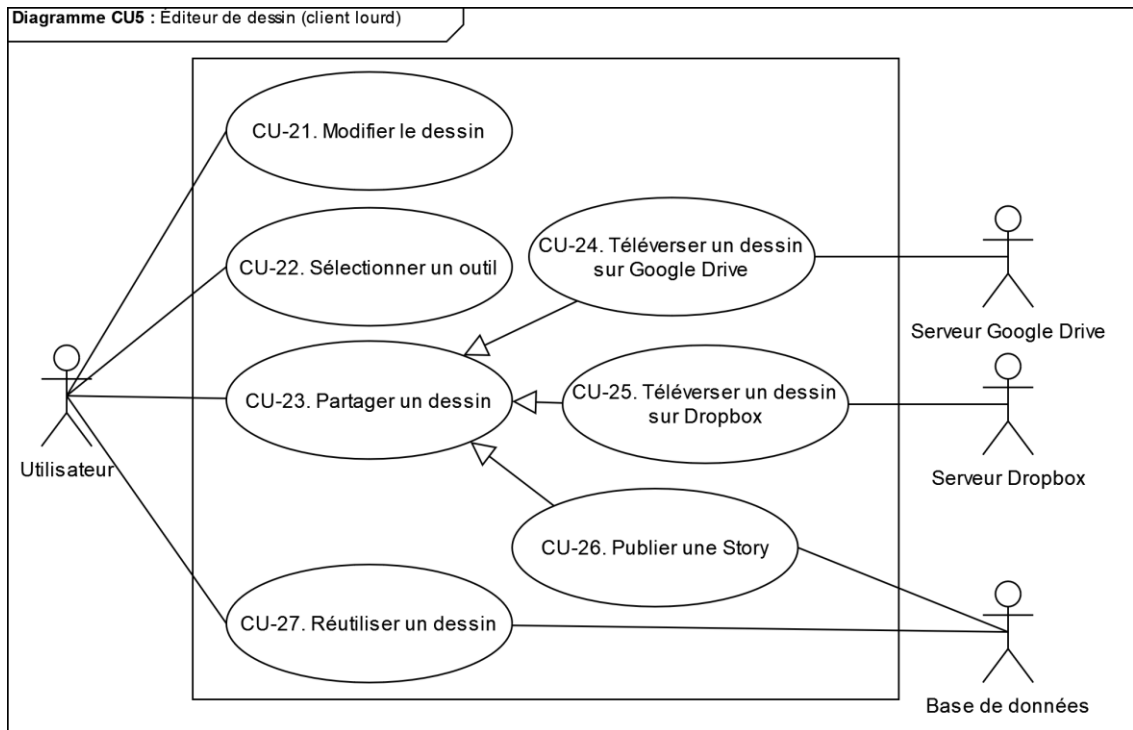 Diagramme CU5 : Éditeur de dessin (client lourd)
CU-21. Modifier le dessin
CU-22. Sélectionner un outil
CU-23. Partager un dessin
CU-24. Téléverser un dessin
sur Google Drive
CU-25. Téléverser un dessin
sur Dropbox
CU-26. Publier une Story
CU-27. Réutiliser un dessin
Utilisateur
Serveur Google Drive
Serveur Dropbox
Base de données